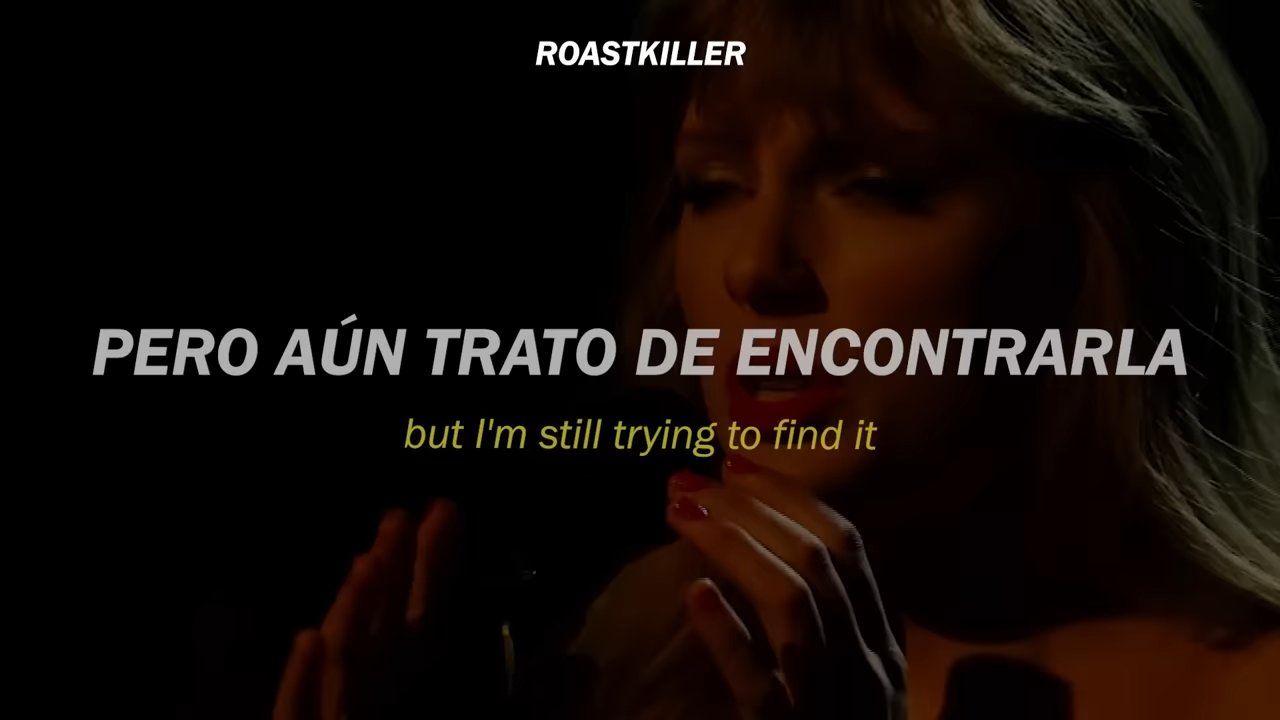 ROASTKILLER
PERO AÚN TRATO DE ENCONTRARLA
but I'm still trying to find it